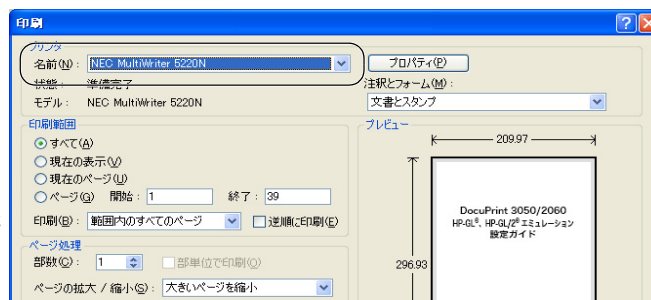 印刷
プリンタ
名前(N): NEC MultiWriter 5220N プロパティ(P)
状態: 準備完了 注釈とフォーム(M):
モデル: NEC MultiWriter 5220N 文書とスタンプ
印刷範囲 プレビュー
すべて(A) 209.97
現在の表示(V)
現在のページ(U)
ページ(G) 開始: 1 終了: 39
印刷(B): 範囲内のすべてのページ 逆順に印刷(E)
DocuPrint 3050/2060
HP-GL®、HP-GL/2® エミュレーション
設定ガイド
ページ処理
部数(C): 1 部単位で印刷(O)
296.93
ページの拡大 / 縮小(S): 大きいページを縮小